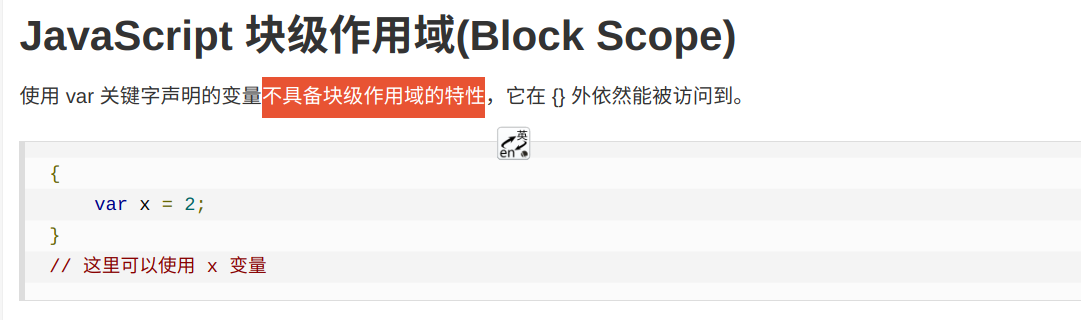 JavaScript 块级作用域(Block Scope)
使用 var 关键字声明的变量不具备块级作用域的特性，它在 {} 外依然能被访问到。
英
en
{
    var x = 2;
}
// 这里可以使用 x 变量